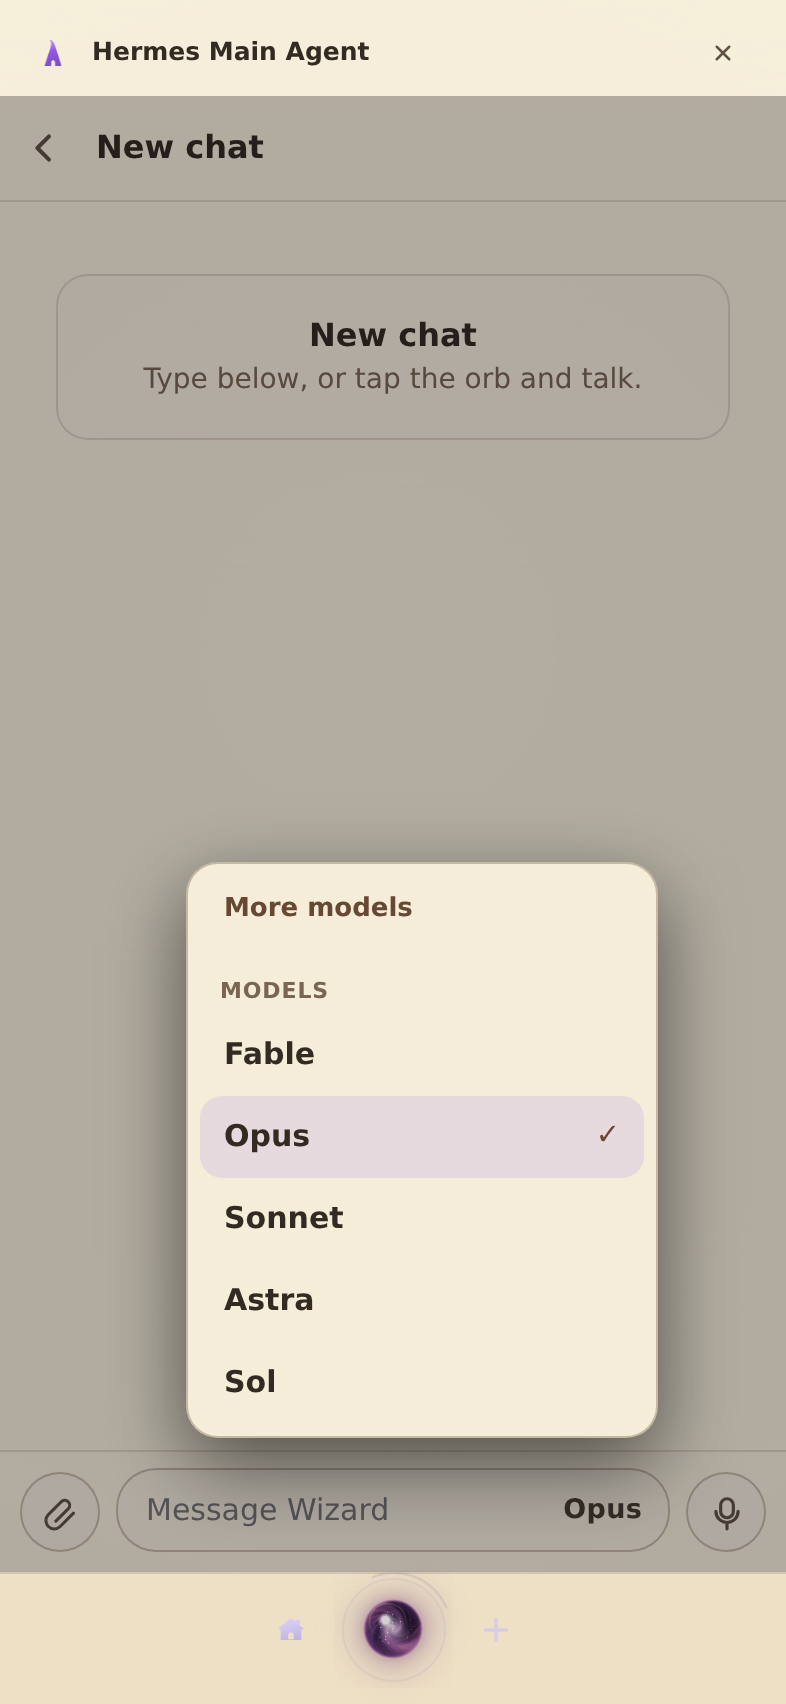 Hermes Main Agent
New chat
New chat
Type below, or tap the orb and talk.
More models
MODELS
Fable
Opus ✓
Sonnet
Astra
Sol
Message Wizard Opus